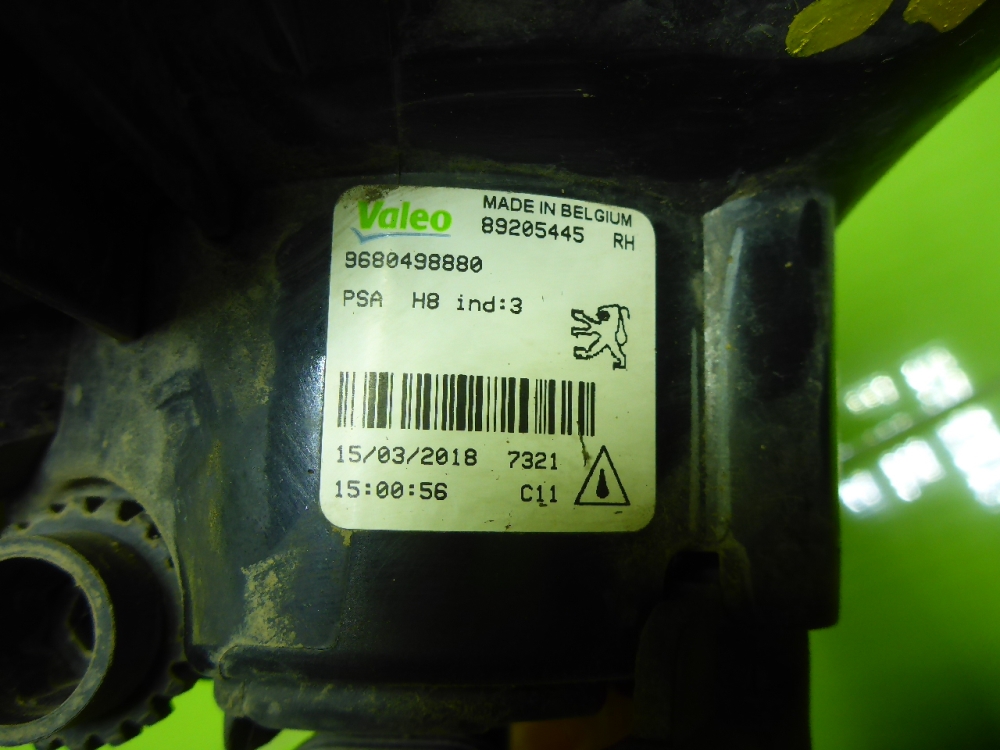 Valeo MADE IN BELGIUM
89205445 RH
9680498880
PSA H8 ind:3
15/03/2018 7321
15:00:56 C11